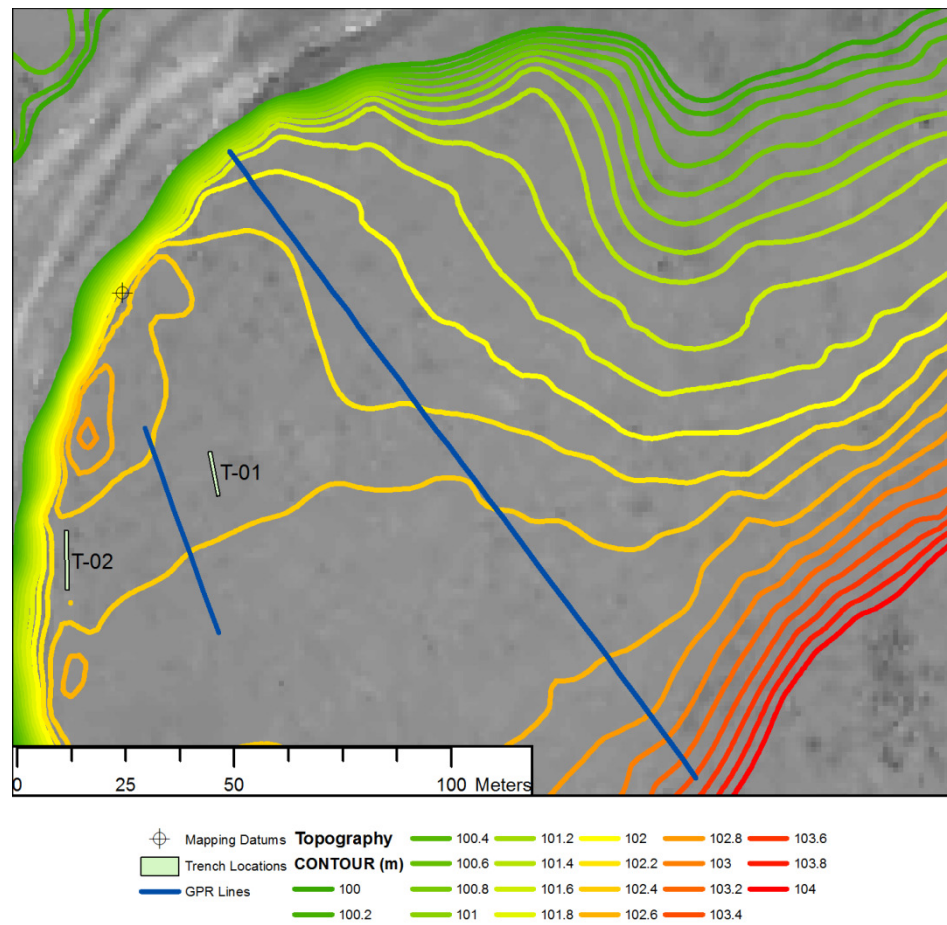 T-01
T-02
0 25 50 100 Meters
Mapping Datums
Trench Locations
GPR Lines
Topography
CONTOUR (m)
100
100.2
100.4
100.6
100.8
101
101.2
101.4
101.6
101.8
102
102.2
102.4
102.6
102.8
103
103.2
103.4
103.6
103.8
104